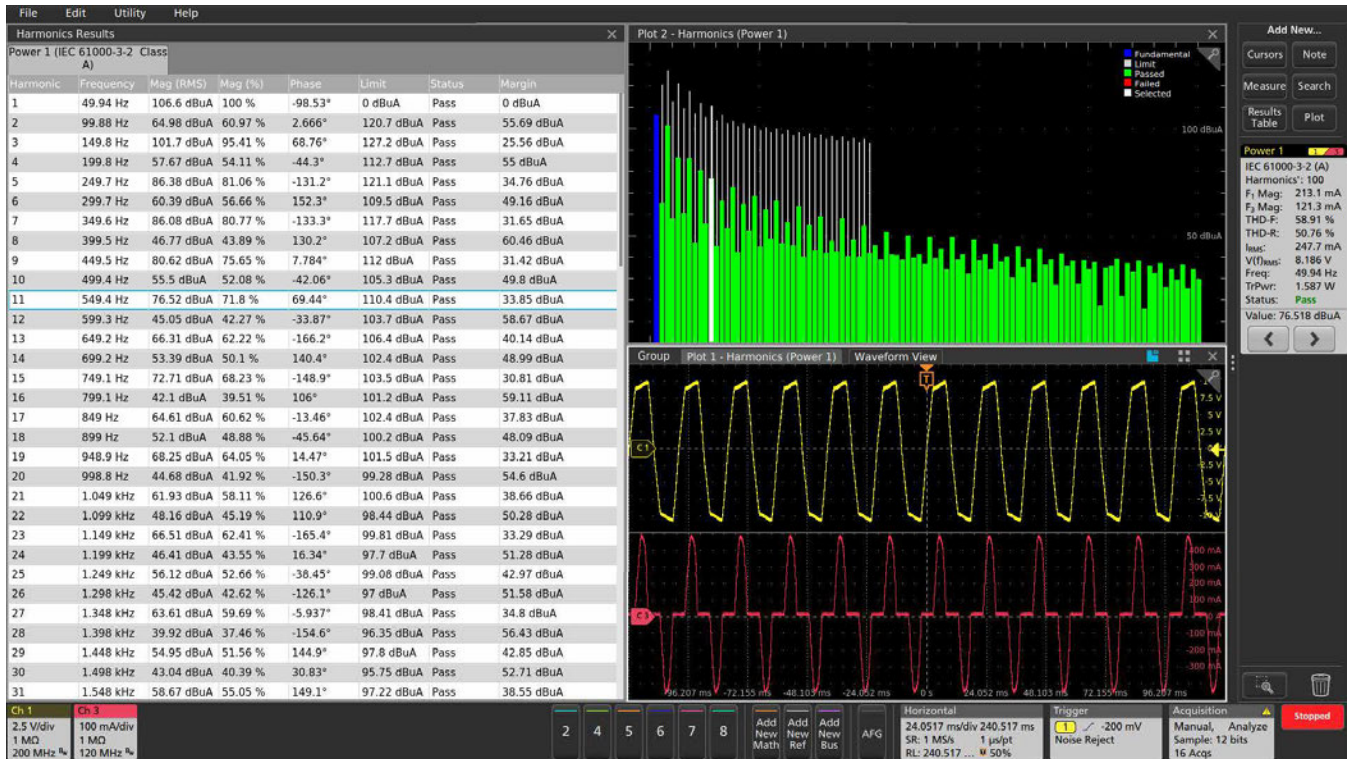 File Edit Utility Help
Harmonics Results
Power 1 (IEC 61000-3-2 Class
A)
Harmonic Frequency Mag (RMS) Mag (%) Phase Limit Status Margin
1 49.94 Hz 106.6 dBuA 100 % -98.53° 0 dBuA Pass 0 dBuA
2 99.88 Hz 64.98 dBuA 60.97 % 2.666° 120.7 dBuA Pass 55.69 dBuA
3 149.8 Hz 101.7 dBuA 95.41 % 68.76° 127.2 dBuA Pass 25.56 dBuA
4 199.8 Hz 57.67 dBuA 54.11 % -44.3° 112.7 dBuA Pass 55 dBuA
5 249.7 Hz 86.38 dBuA 81.06 % -131.2° 121.1 dBuA Pass 34.76 dBuA
6 299.7 Hz 60.39 dBuA 56.66 % 152.3° 109.5 dBuA Pass 49.16 dBuA
7 349.6 Hz 86.08 dBuA 80.77 % -133.3° 117.7 dBuA Pass 31.65 dBuA
8 399.5 Hz 46.77 dBuA 43.89 % 130.2° 107.2 dBuA Pass 60.46 dBuA
9 449.5 Hz 80.62 dBuA 75.65 % 7.784° 112 dBuA Pass 31.42 dBuA
10 499.4 Hz 55.5 dBuA 52.08 % -42.06° 105.3 dBuA Pass 49.8 dBuA
11 549.4 Hz 76.52 dBuA 71.8 % 69.44° 110.4 dBuA Pass 33.85 dBuA
12 599.3 Hz 45.05 dBuA 42.27 % -33.87° 103.7 dBuA Pass 58.67 dBuA
13 649.2 Hz 66.31 dBuA 62.22 % -166.2° 106.4 dBuA Pass 40.14 dBuA
14 699.2 Hz 53.39 dBuA 50.1 % 140.4° 102.4 dBuA Pass 48.99 dBuA
15 749.1 Hz 72.71 dBuA 68.23 % -148.9° 103.5 dBuA Pass 30.81 dBuA
16 799.1 Hz 42.1 dBuA 39.51 % 106° 101.2 dBuA Pass 59.11 dBuA
17 849 Hz 64.61 dBuA 60.62 % -13.46° 102.4 dBuA Pass 37.83 dBuA
18 899 Hz 52.1 dBuA 48.88 % -45.64° 100.2 dBuA Pass 48.09 dBuA
19 948.9 Hz 68.25 dBuA 64.05 % 14.47° 101.5 dBuA Pass 33.21 dBuA
20 998.8 Hz 44.68 dBuA 41.92 % -150.3° 99.28 dBuA Pass 54.6 dBuA
21 1.049 kHz 61.93 dBuA 58.11 % 126.6° 100.6 dBuA Pass 38.66 dBuA
22 1.099 kHz 48.16 dBuA 45.19 % 110.9° 98.44 dBuA Pass 50.28 dBuA
23 1.149 kHz 66.51 dBuA 62.41 % -165.4° 99.81 dBuA Pass 33.29 dBuA
24 1.199 kHz 46.41 dBuA 43.55 % 16.34° 97.7 dBuA Pass 51.28 dBuA
25 1.249 kHz 56.12 dBuA 52.66 % -38.45° 99.08 dBuA Pass 42.97 dBuA
26 1.298 kHz 45.42 dBuA 42.62 % -126.1° 97 dBuA Pass 51.58 dBuA
27 1.348 kHz 63.61 dBuA 59.69 % -5.937° 98.41 dBuA Pass 34.8 dBuA
28 1.398 kHz 39.92 dBuA 37.46 % -154.6° 96.35 dBuA Pass 56.43 dBuA
29 1.448 kHz 54.95 dBuA 51.56 % 144.9° 97.8 dBuA Pass 42.85 dBuA
30 1.498 kHz 43.04 dBuA 40.39 % 30.83° 95.75 dBuA Pass 52.71 dBuA
31 1.548 kHz 58.67 dBuA 55.05 % 149.1° 97.22 dBuA Pass 38.55 dBuA
Plot 2 - Harmonics (Power 1)
Fundamental
Limit
Passed
Failed
Selected
100 dBuA
50 dBuA
Group Plot 1 - Harmonics (Power 1) Waveform View
T
7.5 V
5 V
2.5 V
C 1
-2.5 V
-5 V
-7.5 V
400 mA
300 mA
200 mA
100 mA
C 3
-100 mA
-200 mA
-300 mA
-96.207 ms -72.155 ms -48.103 ms -24.052 ms 0 s 24.052 ms 48.103 ms 72.155 ms 96.207 ms
Add New...
Cursors Note
Measure Search
Results
Table
Plot
Power 1 1 3
IEC 61000-3-2 (A)
Harmonics': 100
F₁ Mag: 213.1 mA
F₃ Mag: 121.3 mA
THD-F: 58.91 %
THD-R: 50.76 %
IRMS: 247.7 mA
V(f)RMS: 8.186 V
Freq: 49.94 Hz
TrPwr: 1.587 W
Status: Pass
Value: 76.518 dBuA
Ch 1
2.5 V/div
1 MΩ
200 MHz
Ch 3
100 mA/div
1 MΩ
120 MHz
2 4 5 6 7 8
Add
New
Math
Add
New
Ref
Add
New
Bus
AFG
Horizontal
24.0517 ms/div 240.517 ms
SR: 1 MS/s 1 µs/pt
RL: 240.517 ... 50%
Trigger
1 -200 mV
Noise Reject
Acquisition
Manual, Analyze
Sample: 12 bits
16 Acqs
Stopped